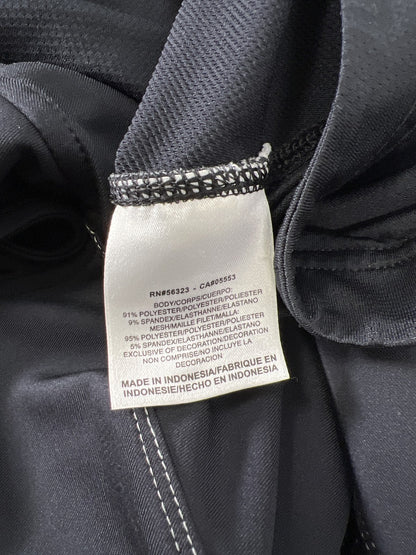 RN#56323 - CA#05553
BODY/CORPS/CUERPO:
91% POLYESTER/POLYESTER/POLIESTER
9% SPANDEX/ELASTHANNE/ELASTANO
MESH/MAILLE FILET/MALLA:
95% POLYESTER/POLYESTER/POLIESTER
5% SPANDEX/ELASTHANNE/ELASTANO
EXCLUSIVE OF DECORATION/DECORATION
NON COMPRISE/NO INCLUYE LA
DECORACION
MADE IN INDONESIA/FABRIQUE EN
INDONESIE/HECHO EN INDONESIA